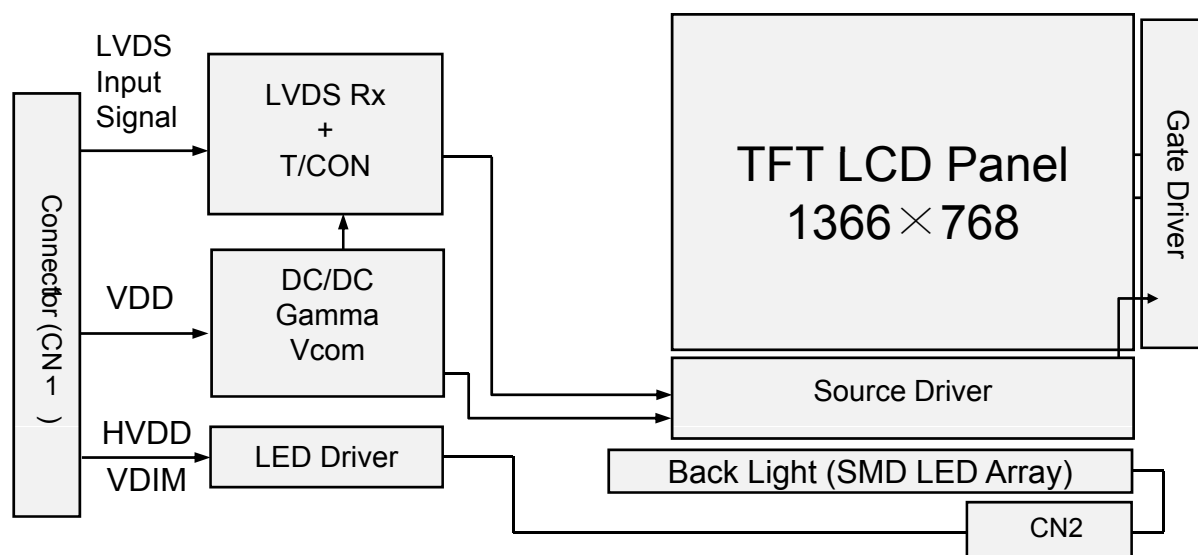 LVDS
Input
Signal
LVDS Rx
+
T/CON
TFT LCD Panel
1366×768
Gate Driver
Connector (CN1)
VDD
DC/DC
Gamma
Vcom
Source Driver
HVDD
VDIM
LED Driver
Back Light (SMD LED Array)
CN2